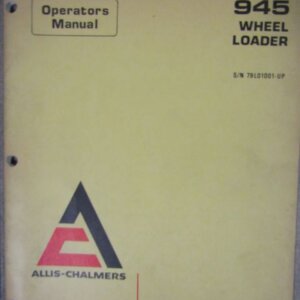 Operators
Manual
945
WHEEL
LOADER
S/N 79L01001-UP
ALLIS-CHALMERS